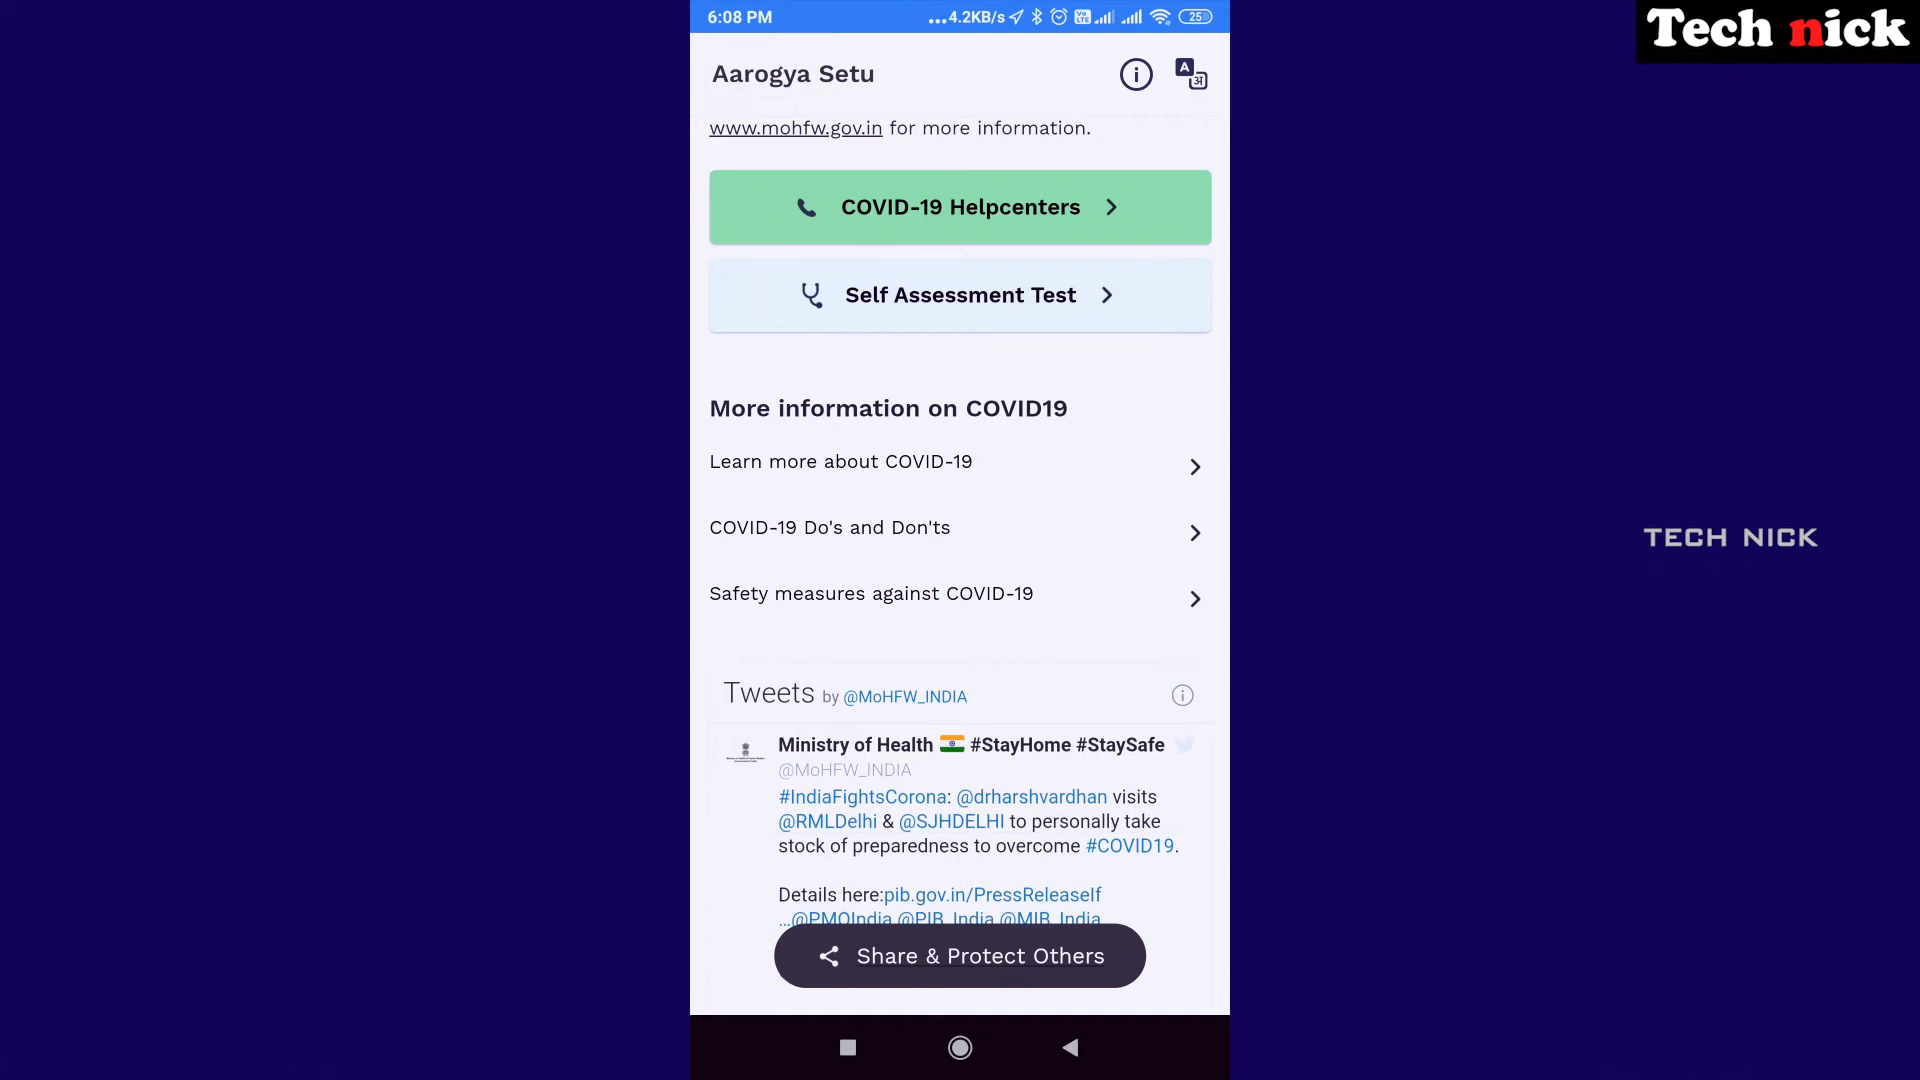 6:08 PM
...4.2KB/s
25
Tech nick
Aarogya Setu
www.mohfw.gov.in for more information.
COVID-19 Helpcenters
Self Assessment Test
More information on COVID19
Learn more about COVID-19
COVID-19 Do's and Don'ts
TECH NICK
Safety measures against COVID-19
Tweets by @MoHFW_INDIA
Ministry of Health 🇮🇳 #StayHome #StaySafe
@MoHFW_INDIA
#IndiaFightsCorona: @drharshvardhan visits
@RMLDelhi & @SJHDELHI to personally take
stock of preparedness to overcome #COVID19.
Details here:pib.gov.in/PressReleaseIf
...@PMOIndia @PIB_India @MIB_India
Share & Protect Others